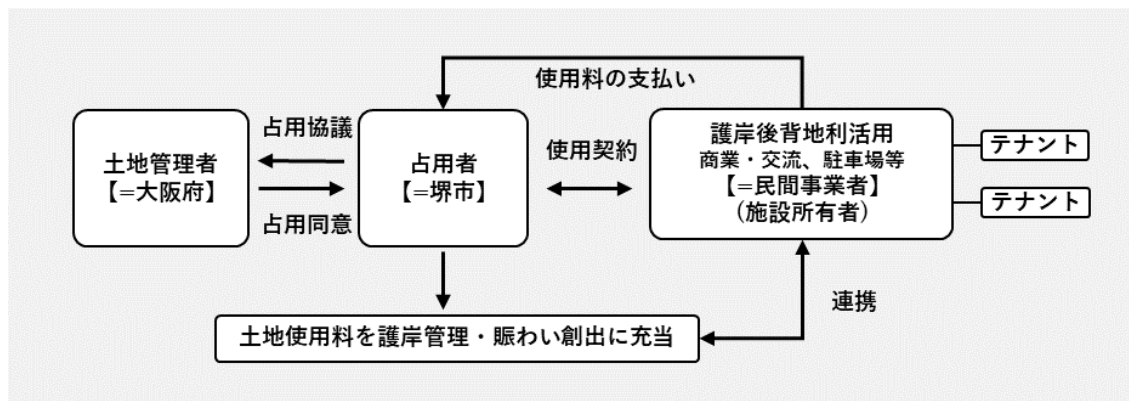 使用料の支払い
土地管理者
【=大阪府】
占用協議
占用同意
占用者
【=堺市】
使用契約
護岸後背地利活用
商業・交流、駐車場等
【=民間事業者】
（施設所有者）
テナント
テナント
連携
土地使用料を護岸管理・賑わい創出に充当